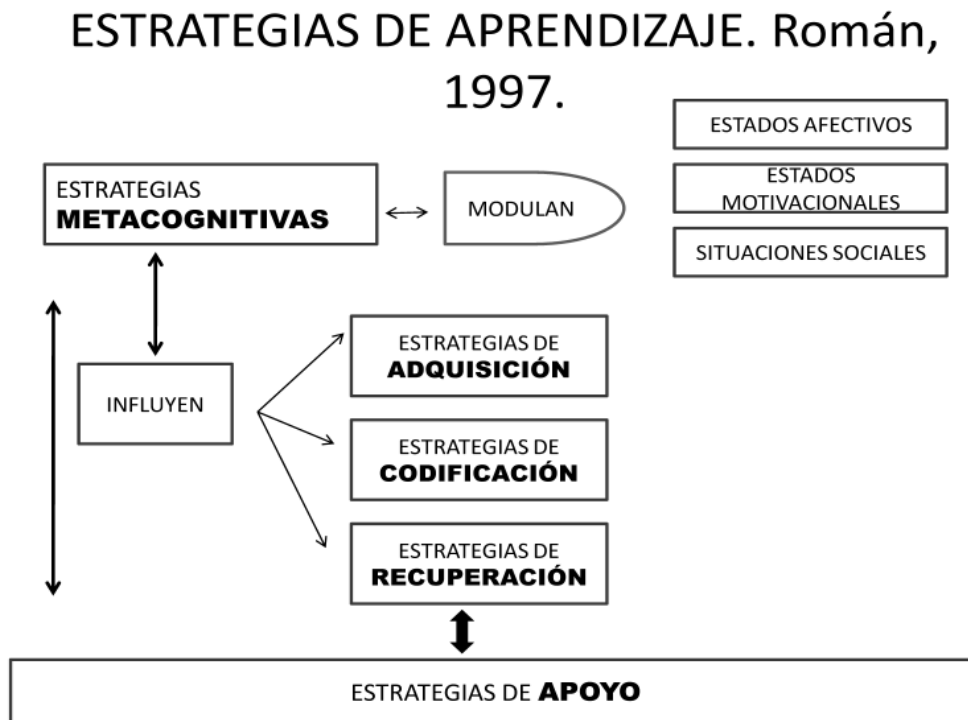 ESTRATEGIAS DE APRENDIZAJE. Román,
1997.
ESTRATEGIAS
METACOGNITIVAS
MODULAN
ESTADOS AFECTIVOS
ESTADOS
MOTIVACIONALES
SITUACIONES SOCIALES
INFLUYEN
ESTRATEGIAS DE
ADQUISICIÓN
ESTRATEGIAS DE
CODIFICACIÓN
ESTRATEGIAS DE
RECUPERACIÓN
ESTRATEGIAS DE APOYO